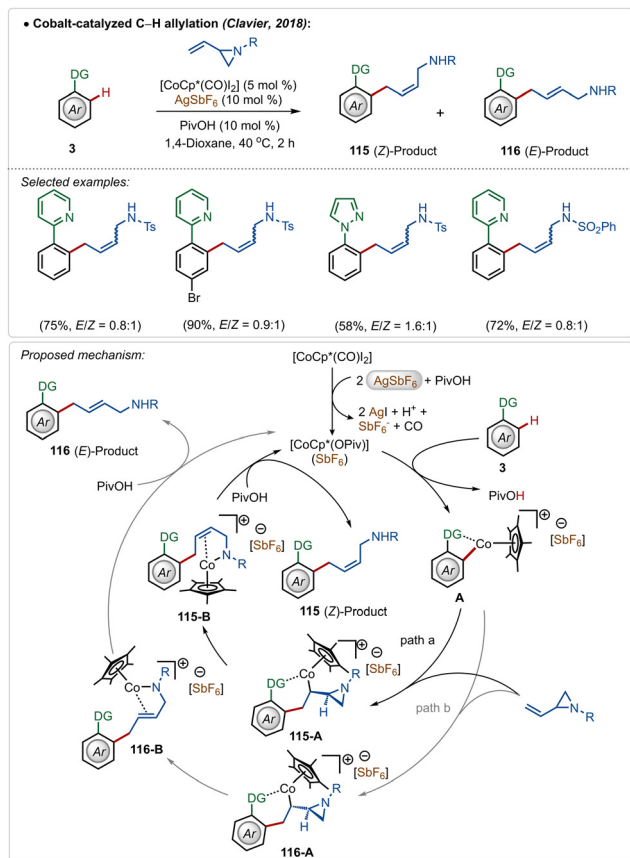 • Cobalt-catalyzed C–H allylation (Clavier, 2018):
N–R
DG
H
Ar
3
[CoCp*(CO)I₂] (5 mol %)
AgSbF₆ (10 mol %)
PivOH (10 mol %)
1,4-Dioxane, 40 °C, 2 h
DG
Ar
NHR
115 (Z)-Product
+
DG
Ar
NHR
116 (E)-Product
Selected examples:
N
H
N
Ts
(75%, E/Z = 0.8:1)
N
H
N
Ts
Br
(90%, E/Z = 0.9:1)
N
N
H
N
Ts
(58%, E/Z = 1.6:1)
N
H
N
SO₂Ph
(72%, E/Z = 0.8:1)
Proposed mechanism:
[CoCp*(CO)I₂]
2 AgSbF₆ + PivOH
2 AgI + H⁺ +
SbF₆⁻ + CO
[CoCp*(OPiv)]
(SbF₆)
DG
Ar
NHR
116 (E)-Product
PivOH
DG
H
Ar
3
PivOH
PivOH
DG
Ar
Co
N
R
+
−
[SbF₆]
115-B
DG
Ar
NHR
115 (Z)-Product
DG
Co
Ar
+
−
[SbF₆]
A
path a
path b
N
R
Co
DG
Ar
H
N
R
+
−
[SbF₆]
115-A
Co
N
R
DG
Ar
+
−
[SbF₆]
116-B
Co
DG
Ar
H
N
R
+
−
[SbF₆]
116-A